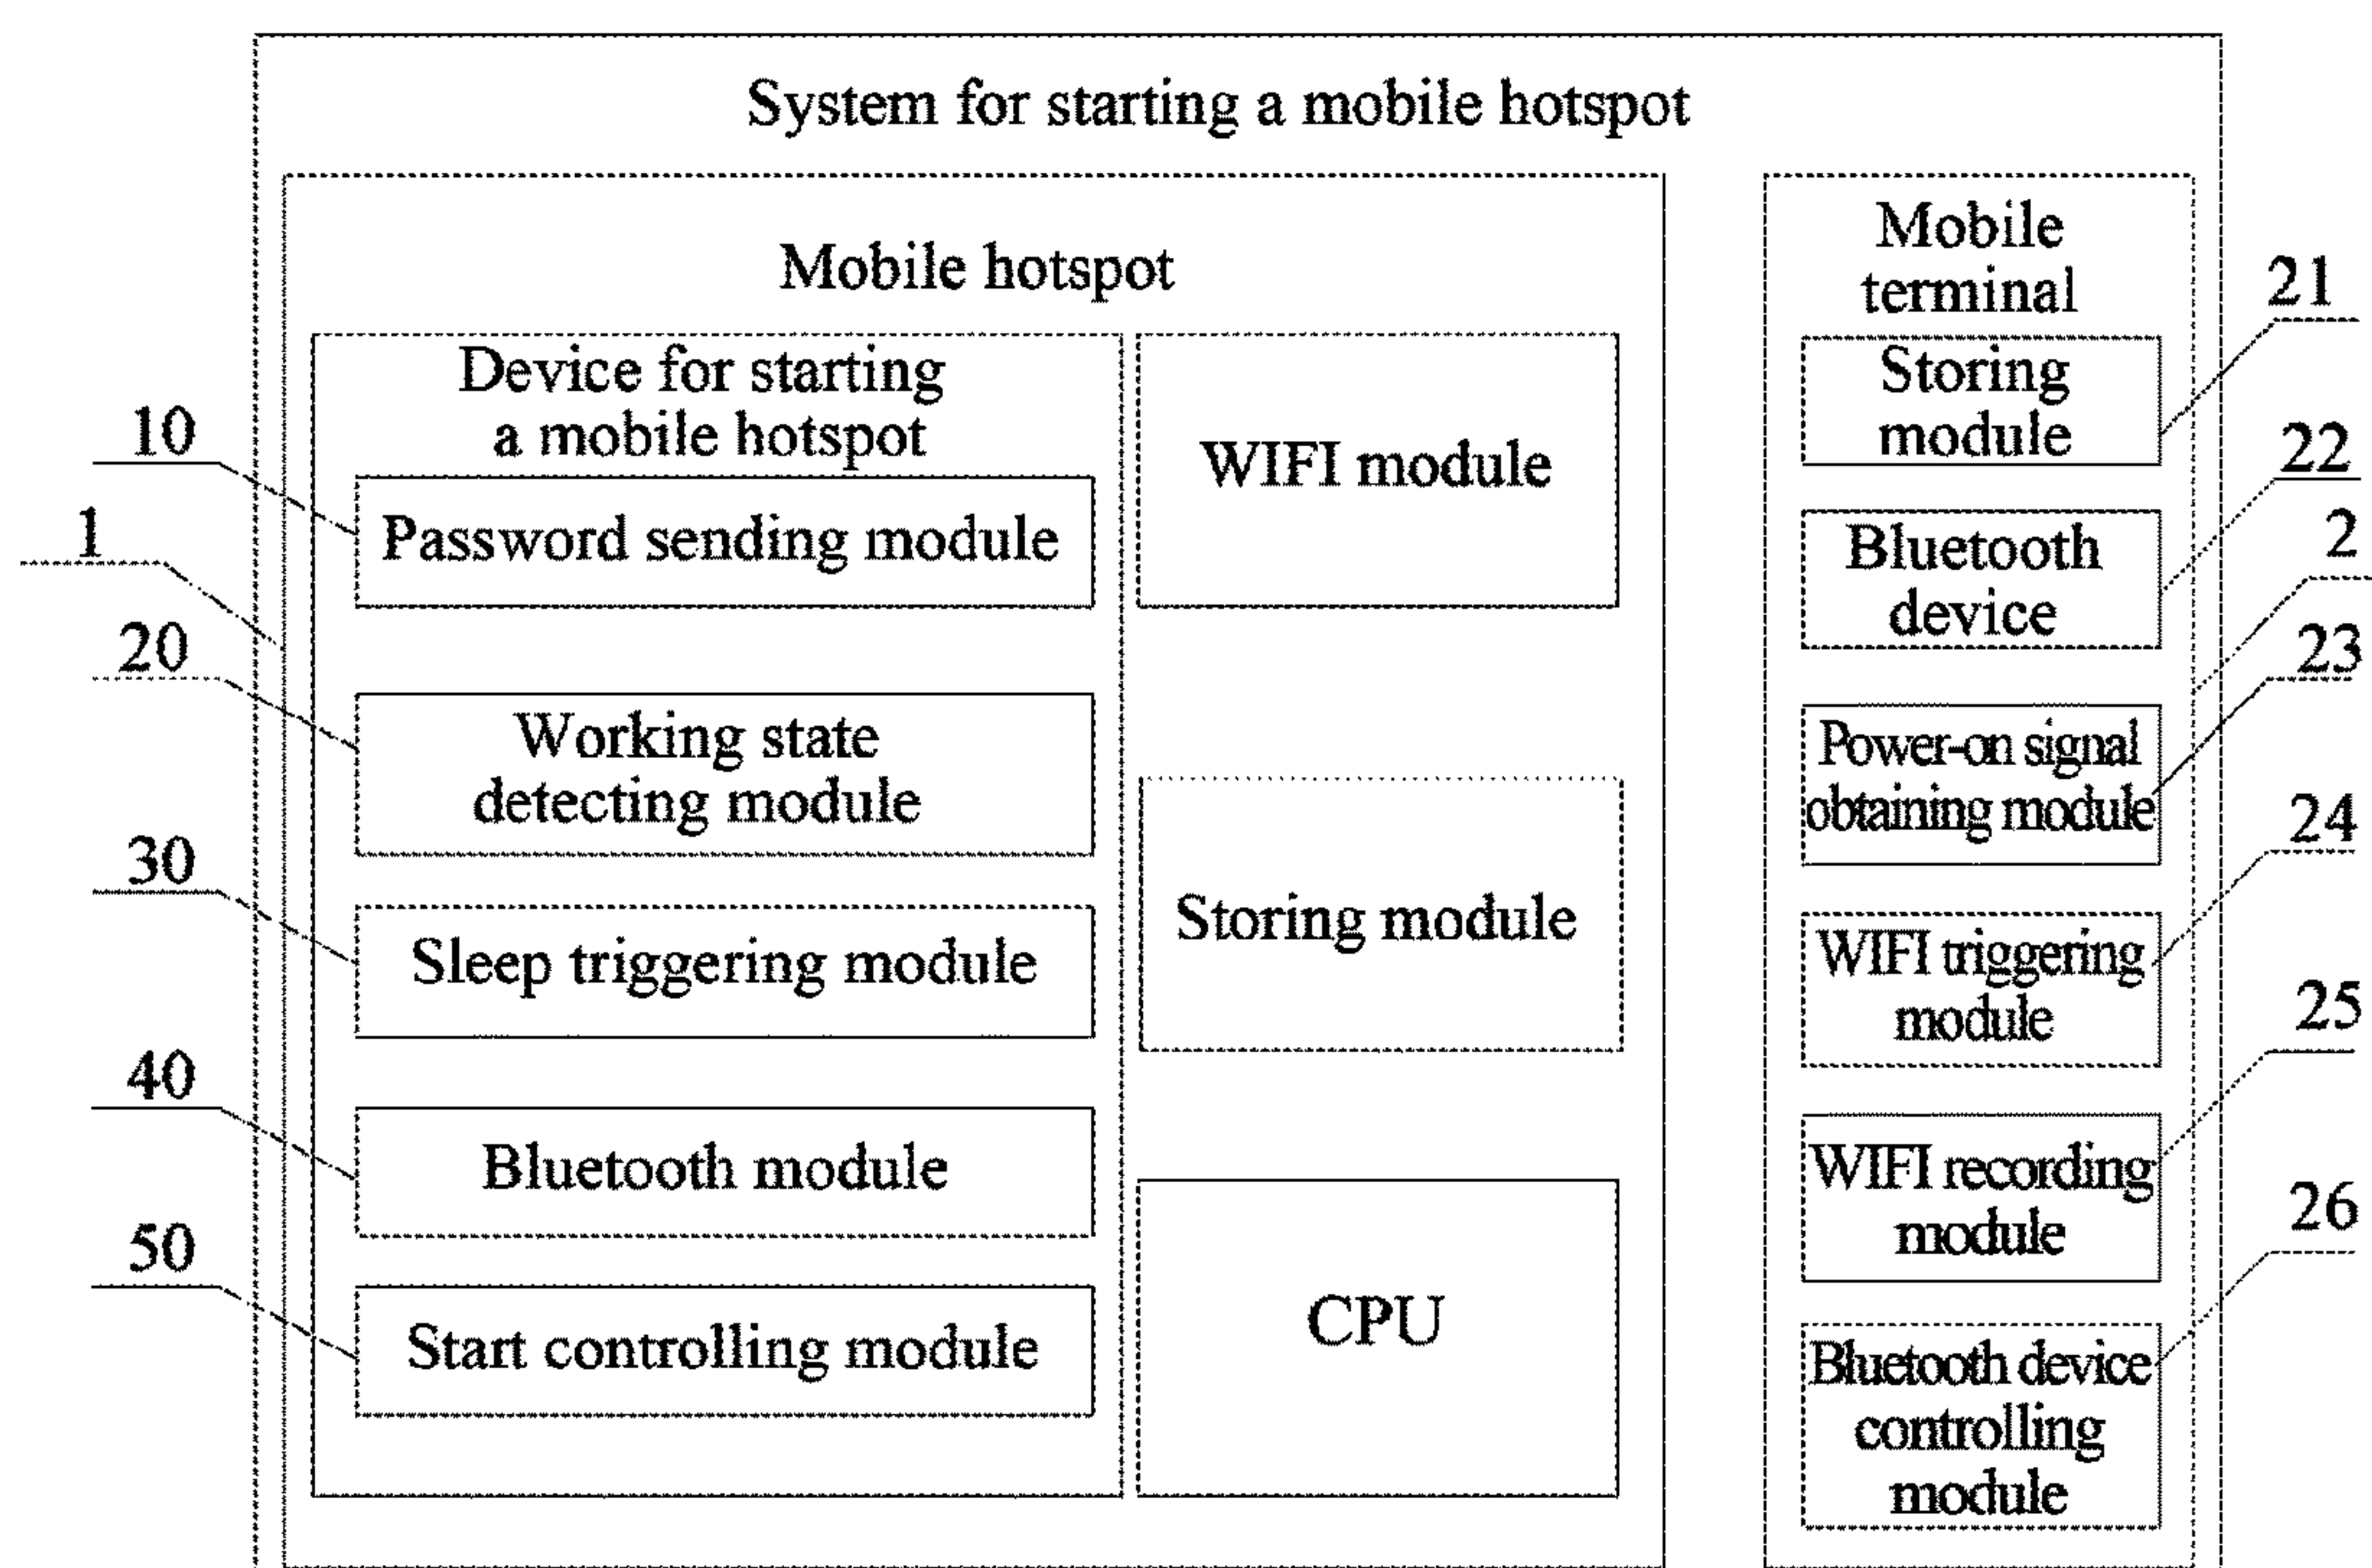 System for starting a mobile hotspot
Mobile hotspot
Device for starting
a mobile hotspot
10
Password sending module
1
20
Working state
detecting module
30
Sleep triggering module
40
Bluetooth module
50
Start controlling module
WIFI module
Storing module
CPU
Mobile
terminal
21
Storing
module
22
Bluetooth
device
2
23
Power-on signal
obtaining module
24
WIFI triggering
module
25
WIFI recording
module
26
Bluetooth device
controlling
module